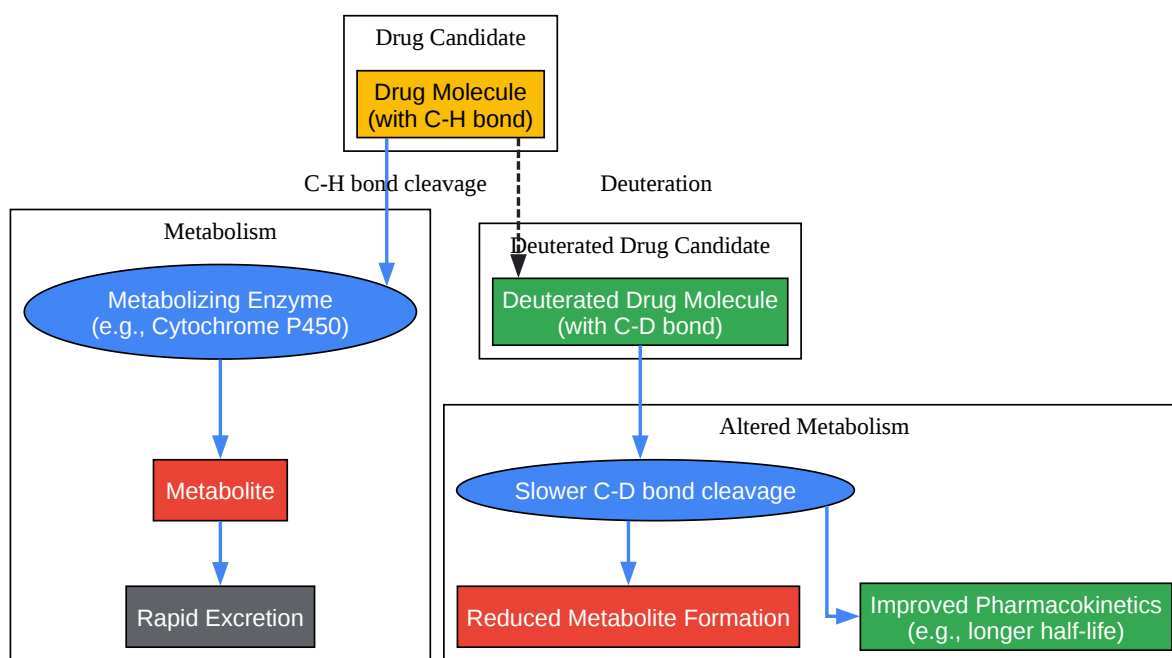 Drug Candidate
Drug Molecule
(with C-H bond)
C-H bond cleavage
Deuteration
Metabolism
Deuterated Drug Candidate
Metabolizing Enzyme
(e.g., Cytochrome P450)
Deuterated Drug Molecule
(with C-D bond)
Altered Metabolism
Metabolite
Slower C-D bond cleavage
Rapid Excretion
Reduced Metabolite Formation
Improved Pharmacokinetics
(e.g., longer half-life)